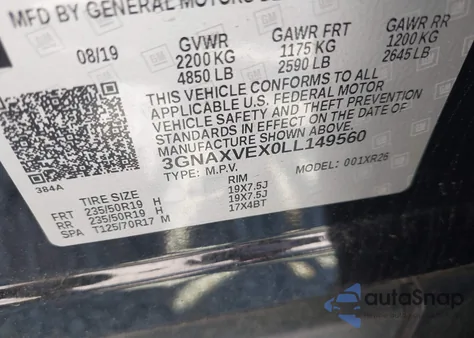 MFD BY GENERAL MOTORS
08/19 GVWR GAWR FRT GAWR RR
2200 KG 1175 KG 1200 KG
4850 LB 2590 LB 2645 LB
THIS VEHICLE CONFORMS TO ALL
APPLICABLE U.S. FEDERAL MOTOR
VEHICLE SAFETY AND THEFT PREVENTION
STANDARDS IN EFFECT ON THE DATE OF
MANUFACTURE SHOWN ABOVE.
3GNAXVEX0LL149560
TYPE: M.P.V. MODEL: 001XR26
384A
TIRE SIZE RIM
FRT 235/50R19 H 19X7.5J
RR 235/50R19 H 19X7.5J
SPA T125/70R17 M 17X4BT
autoSnap